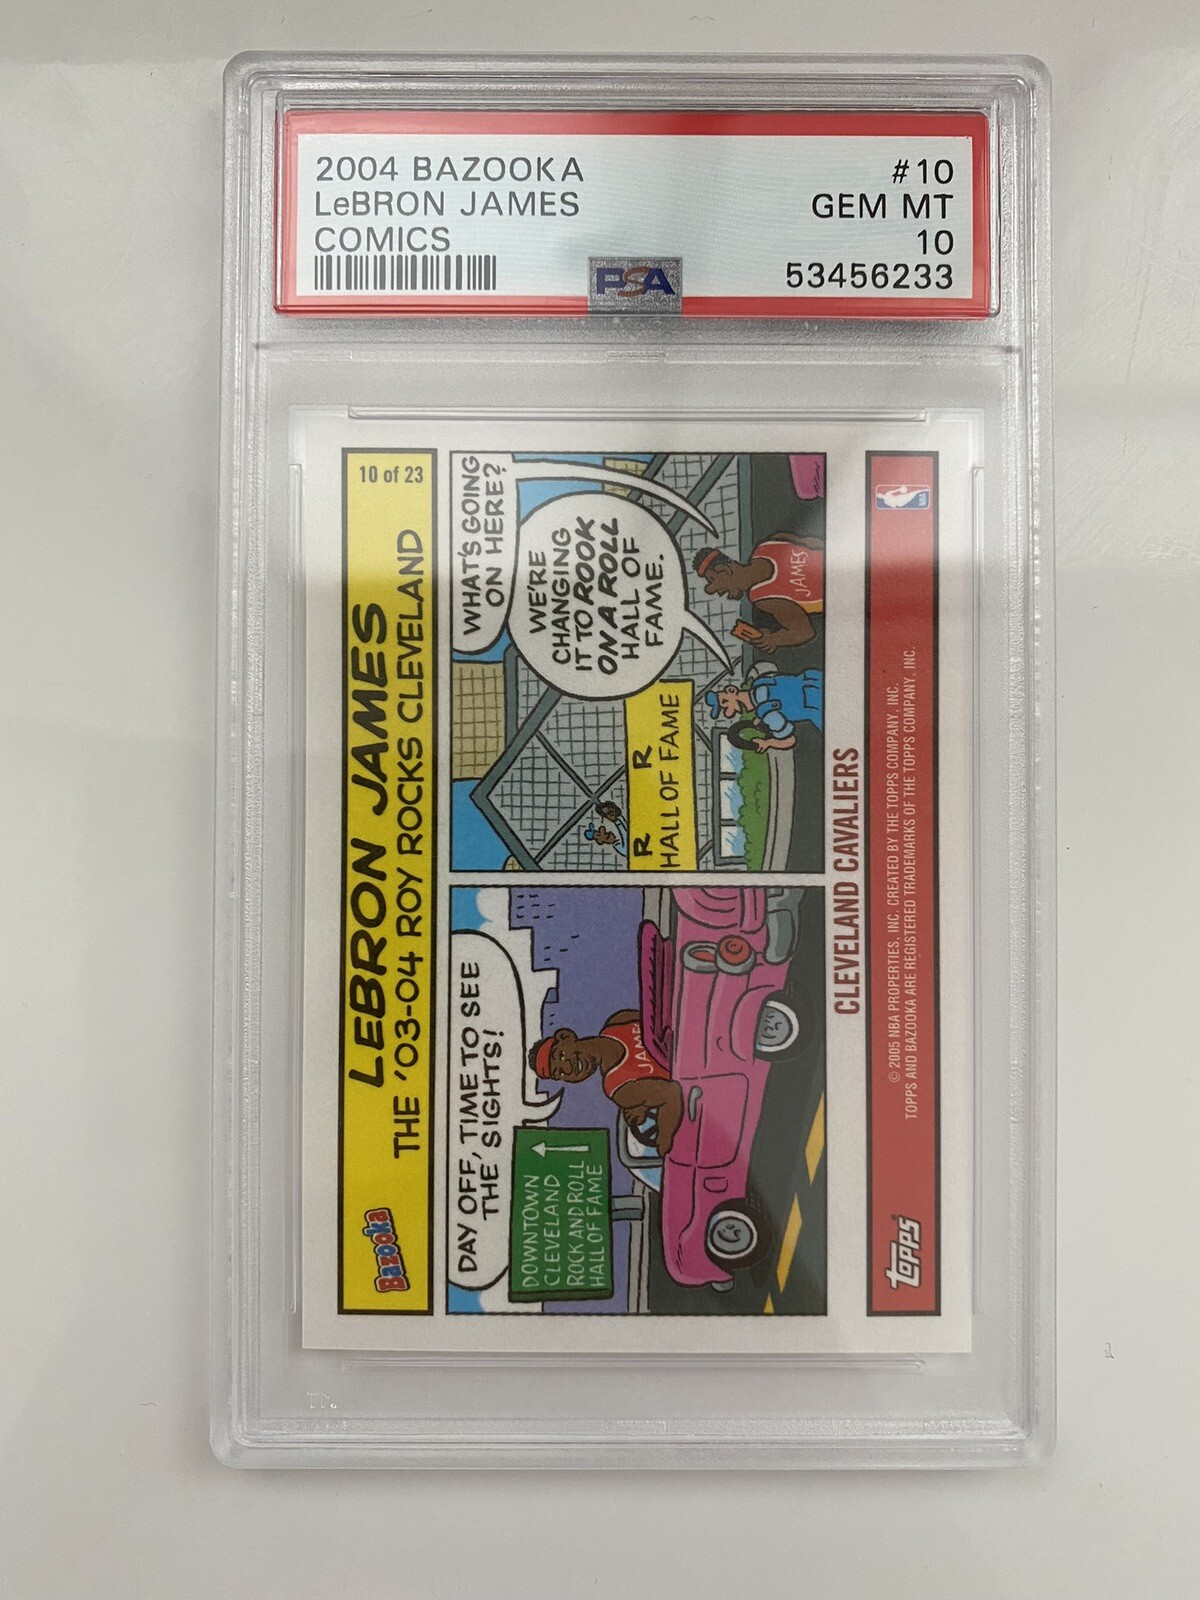 2004 BAZOOKA #10
LeBRON JAMES GEM MT
COMICS 10
PSA 53456233
Bazooka
LEBRON JAMES
10 of 23
THE '03-04 ROY ROCKS CLEVELAND
DAY OFF, TIME TO SEE
THE SIGHTS!
DOWNTOWN
CLEVELAND
ROCK AND ROLL
HALL OF FAME
JAMES
WHAT'S GOING
ON HERE?
WE'RE
CHANGING
IT TO ROOK
ON A ROLL
HALL OF
FAME.
R R
HALL OF FAME
JAMES
CLEVELAND CAVALIERS
topps
© 2005 NBA PROPERTIES, INC. CREATED BY THE TOPPS COMPANY, INC.
TOPPS AND BAZOOKA ARE REGISTERED TRADEMARKS OF THE TOPPS COMPANY, INC.
NBA